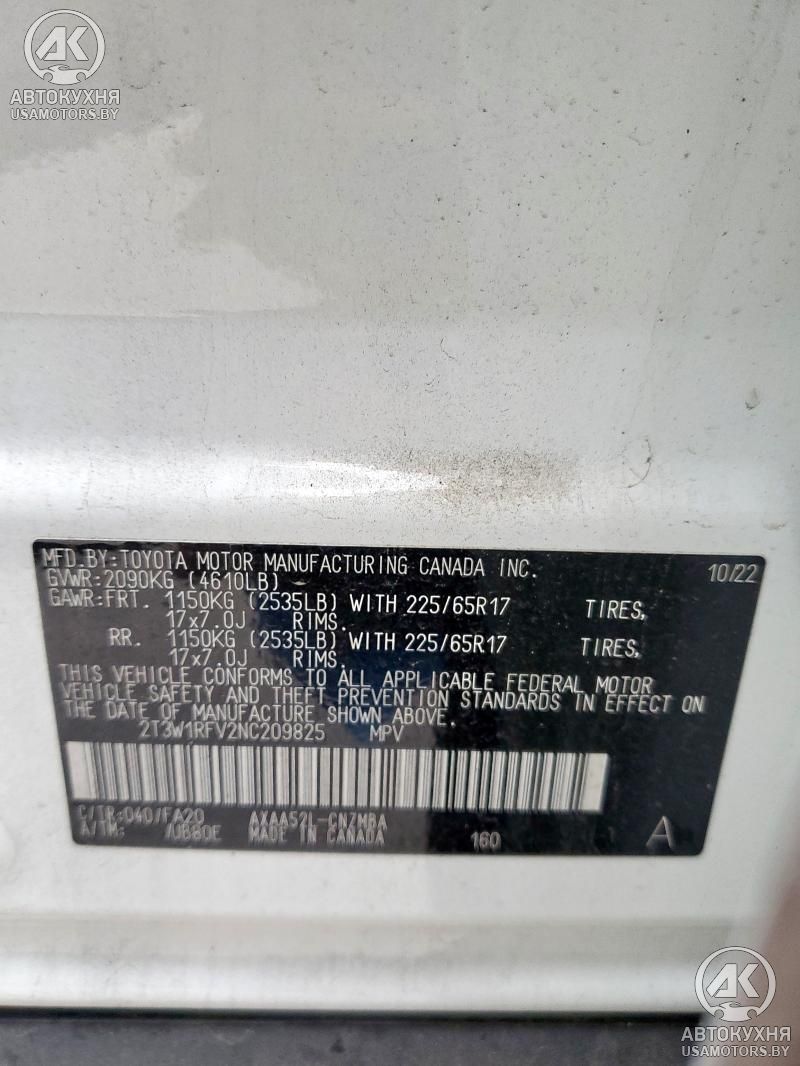 AK
АВТОКУХНЯ
USAMOTORS.BY
MFD.BY:TOYOTA MOTOR MANUFACTURING CANADA INC. 10/22
GVWR:2090KG (4610LB)
GAWR:FRT. 1150KG (2535LB) WITH 225/65R17 TIRES,
17x7.0J RIMS.
RR. 1150KG (2535LB) WITH 225/65R17 TIRES,
17x7.0J RIMS.
THIS VEHICLE CONFORMS TO ALL APPLICABLE FEDERAL MOTOR
VEHICLE SAFETY AND THEFT PREVENTION STANDARDS IN EFFECT ON
THE DATE OF MANUFACTURE SHOWN ABOVE.
2T3W1RFV2NC209825 MPV
C/TR:040/FA20 AXAA52L-CNZMBA
A/TM: /UB80E MADE IN CANADA 160 A
AK
АВТОКУХНЯ
USAMOTORS.BY